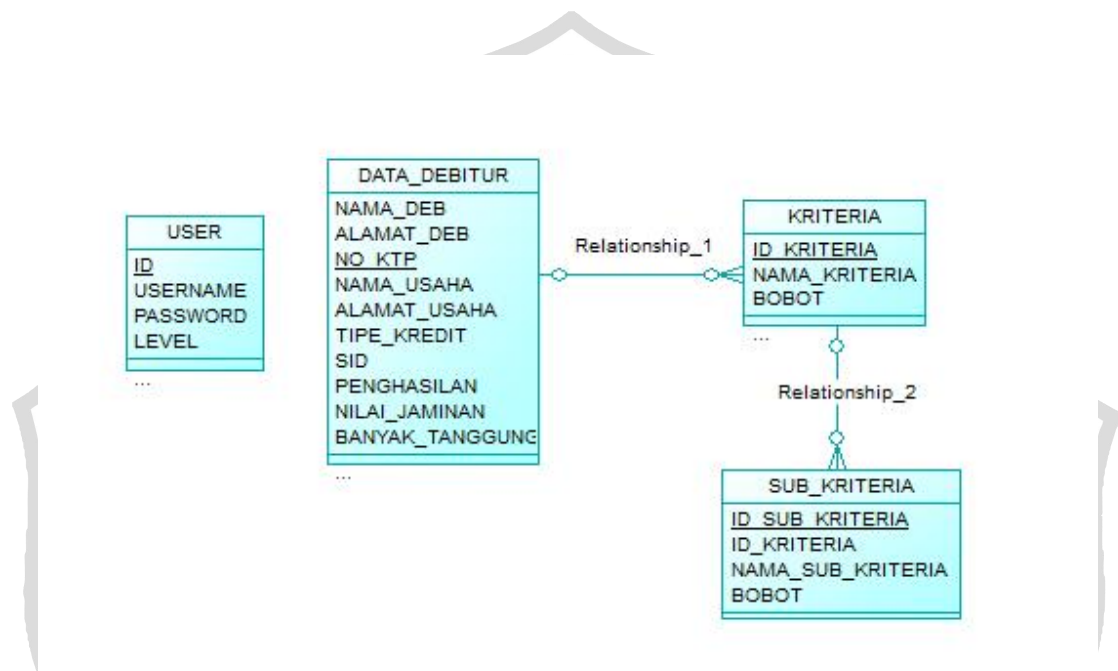 USER
ID
USERNAME
PASSWORD
LEVEL
...
DATA_DEBITUR
NAMA_DEB
ALAMAT_DEB
NO_KTP
NAMA_USAHA
ALAMAT_USAHA
TIPE_KREDIT
SID
PENGHASILAN
NILAI_JAMINAN
BANYAK_TANGGUNG
...
Relationship_1
KRITERIA
ID_KRITERIA
NAMA_KRITERIA
BOBOT
...
Relationship_2
SUB_KRITERIA
ID_SUB_KRITERIA
ID_KRITERIA
NAMA_SUB_KRITERIA
BOBOT